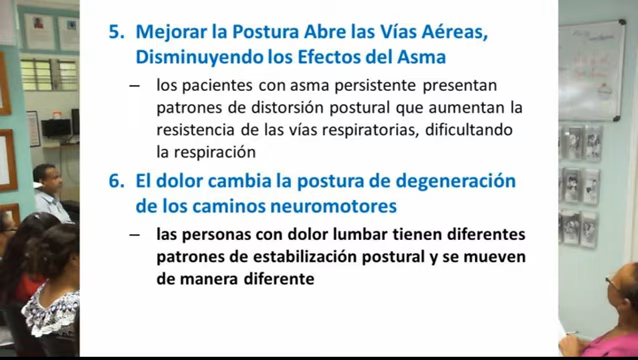 5. Mejorar la Postura Abre las Vías Aéreas,
Disminuyendo los Efectos del Asma
– los pacientes con asma persistente presentan
patrones de distorsión postural que aumentan la
resistencia de las vías respiratorias, dificultando
la respiración
6. El dolor cambia la postura de degeneración
de los caminos neuromotores
– las personas con dolor lumbar tienen diferentes
patrones de estabilización postural y se mueven
de manera diferente